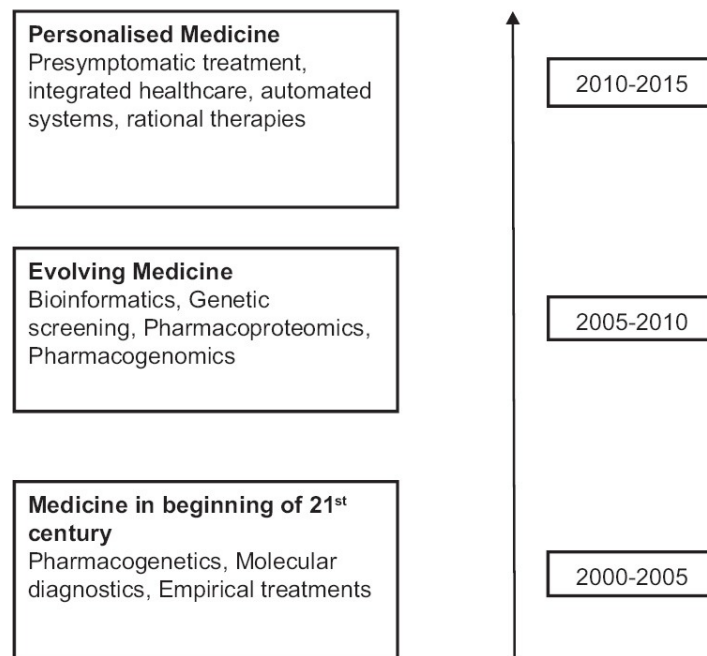 Personalised Medicine
Presymptomatic treatment,
integrated healthcare, automated
systems, rational therapies
2010-2015
Evolving Medicine
Bioinformatics, Genetic
screening, Pharmacoproteomics,
Pharmacogenomics
2005-2010
Medicine in beginning of 21st
century
Pharmacogenetics, Molecular
diagnostics, Empirical treatments
2000-2005